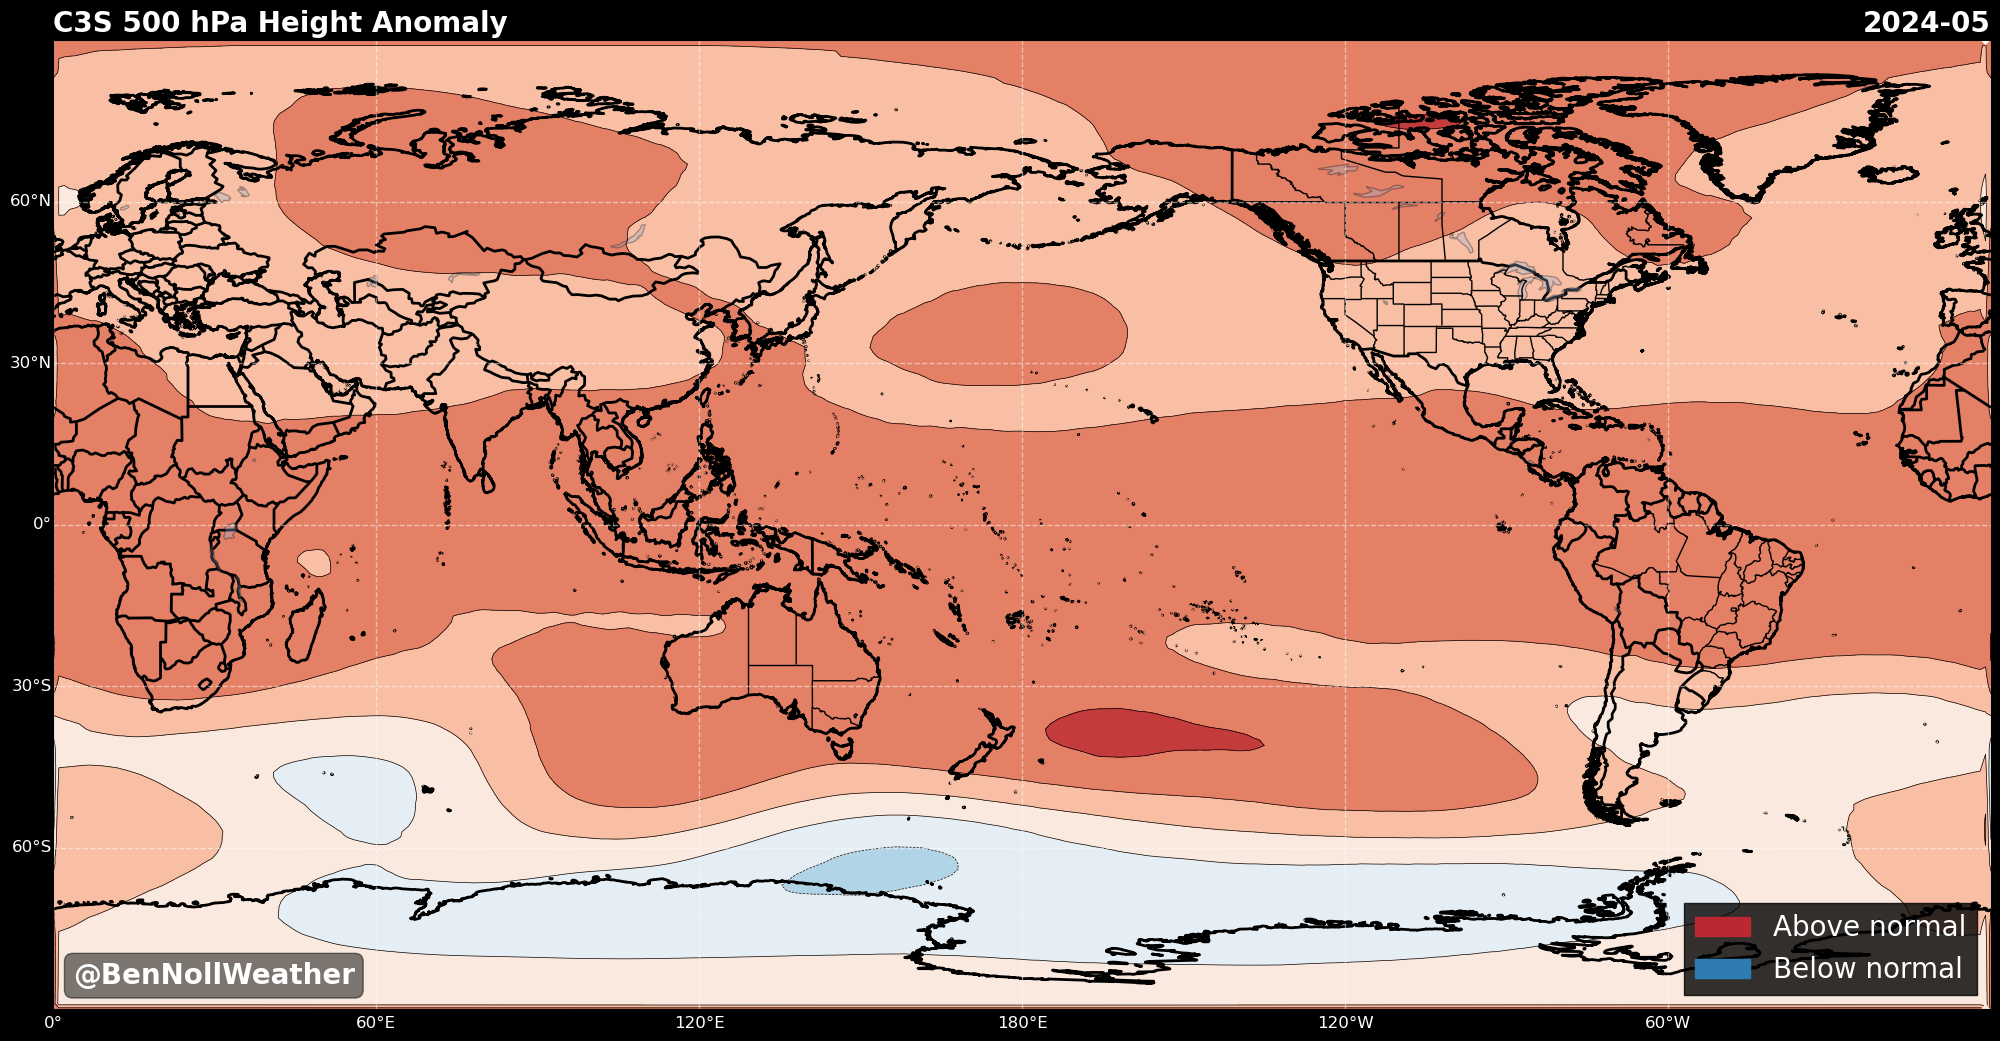 C3S 500 hPa Height Anomaly 2024-05
60°N
30°N
0°
30°S
60°S
@BenNollWeather
Above normal
Below normal
0° 60°E 120°E 180°E 120°W 60°W